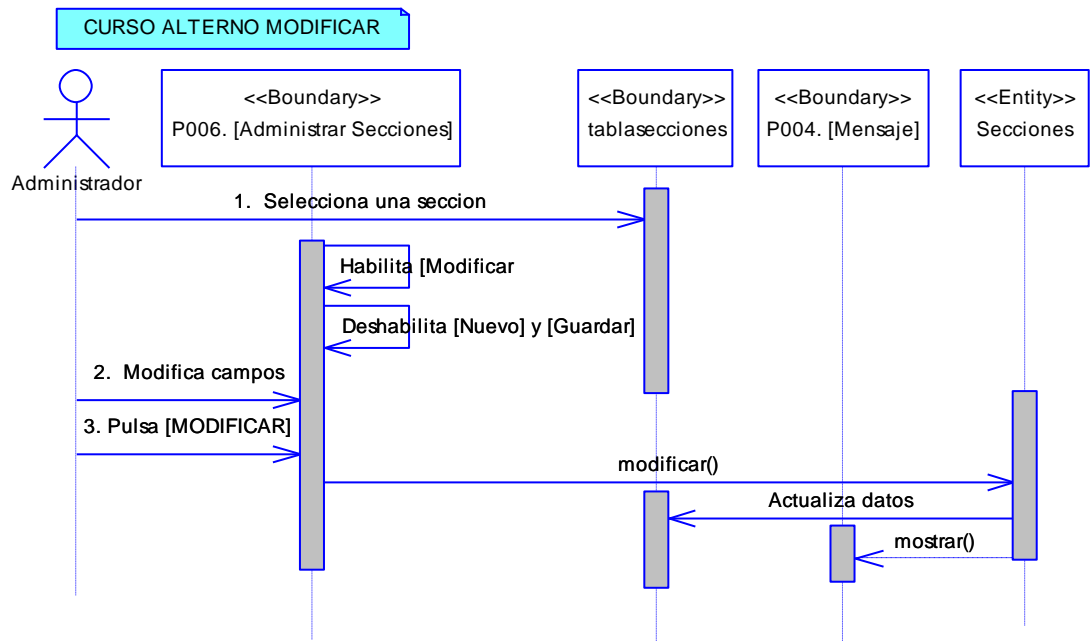 CURSO ALTERNO MODIFICAR
<<Boundary>>
P006. [Administrar Secciones]
<<Boundary>>
tablasecciones
<<Boundary>>
P004. [Mensaje]
<<Entity>>
Secciones
Administrador
1. Selecciona una seccion
Habilita [Modificar
Deshabilita [Nuevo] y [Guardar]
2. Modifica campos
3. Pulsa [MODIFICAR]
modificar()
Actualiza datos
mostrar()